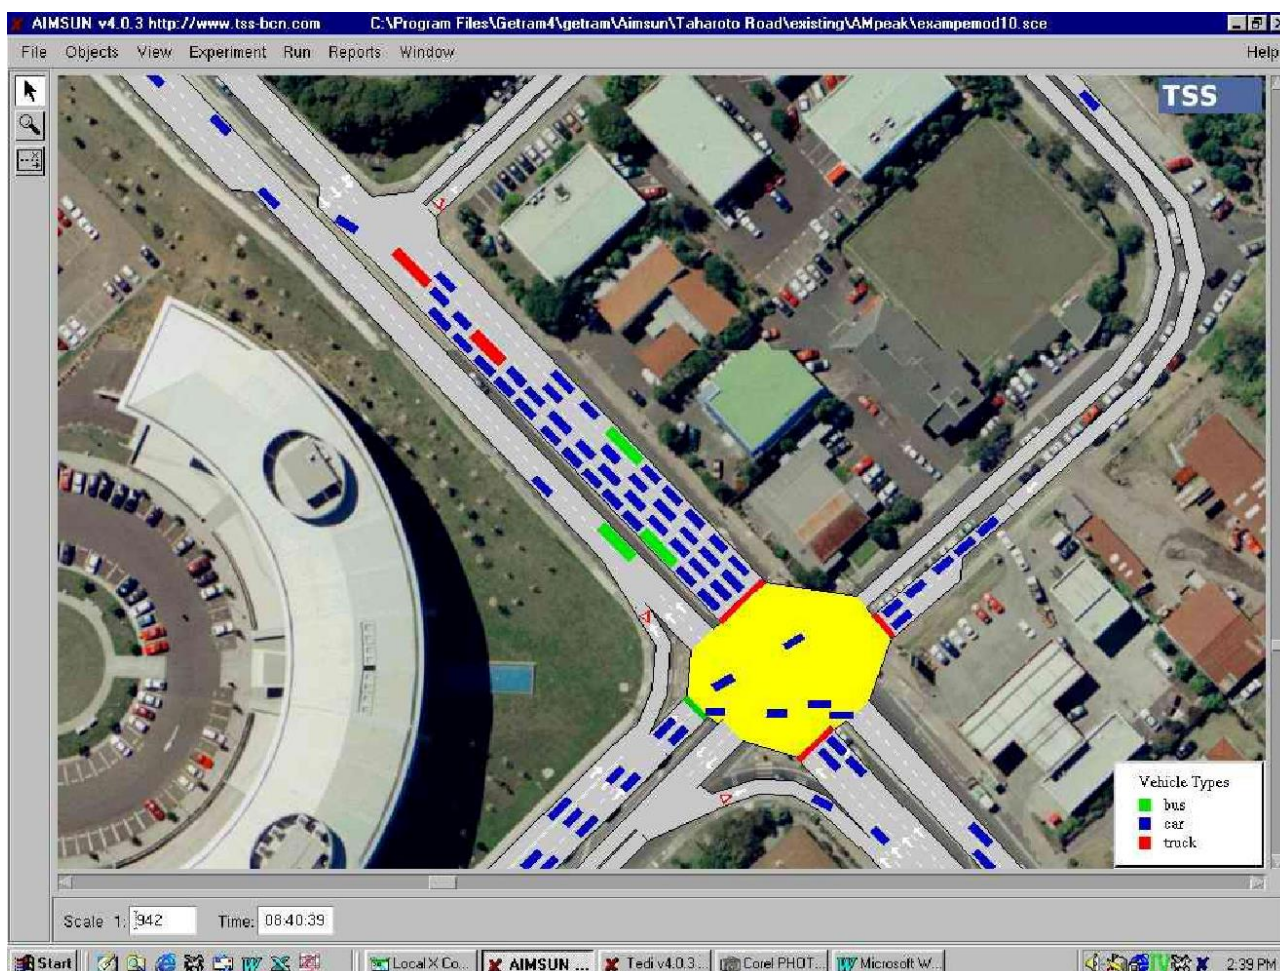 AIMSUN v4.0.3 http://www.tss-bcn.com C:\Program Files\Getram4\getram\Aimsun\Taharoto Road\existing\AMpeak\exampemod10.sce
File Objects View Experiment Run Reports Window Help
TSS
Vehicle Types
bus
car
truck
Scale 1: 942 Time: 08:40:39
Start Local X Co... AIMSUN ... Tedi v4.0.3... Corel PHOT... Microsoft W... 2:39 PM